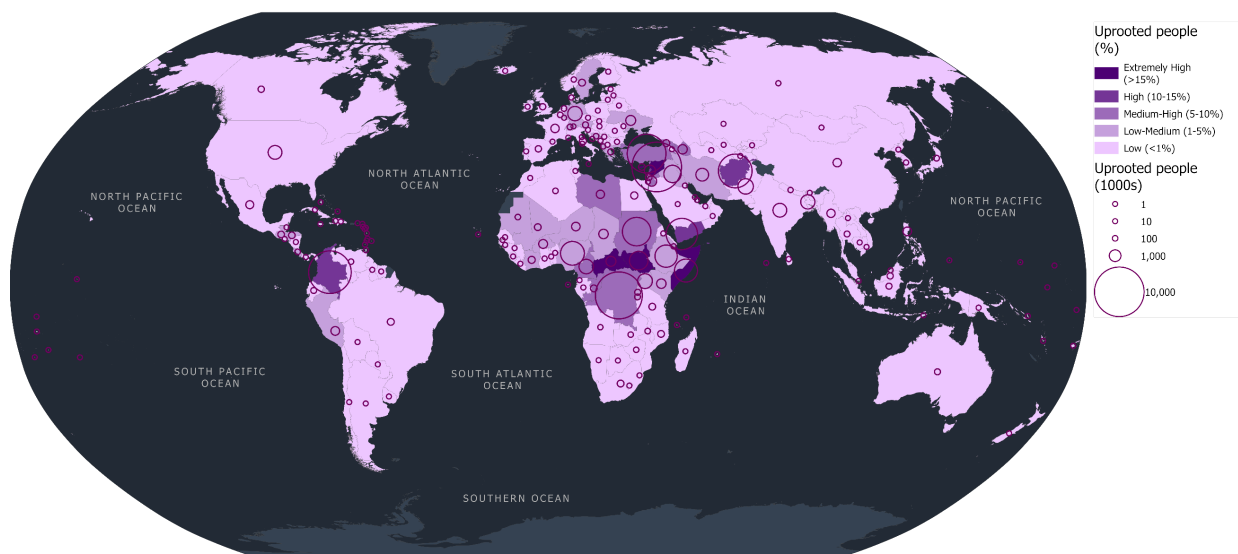 NORTH PACIFIC
OCEAN
NORTH ATLANTIC
OCEAN
NORTH PACIFIC
OCEAN
INDIAN
OCEAN
SOUTH PACIFIC
OCEAN
SOUTH ATLANTIC
OCEAN
SOUTHERN OCEAN
Uprooted people
(%)
Extremely High
(>15%)
High (10-15%)
Medium-High (5-10%)
Low-Medium (1-5%)
Low (<1%)
Uprooted people
(1000s)
1
10
100
1,000
10,000